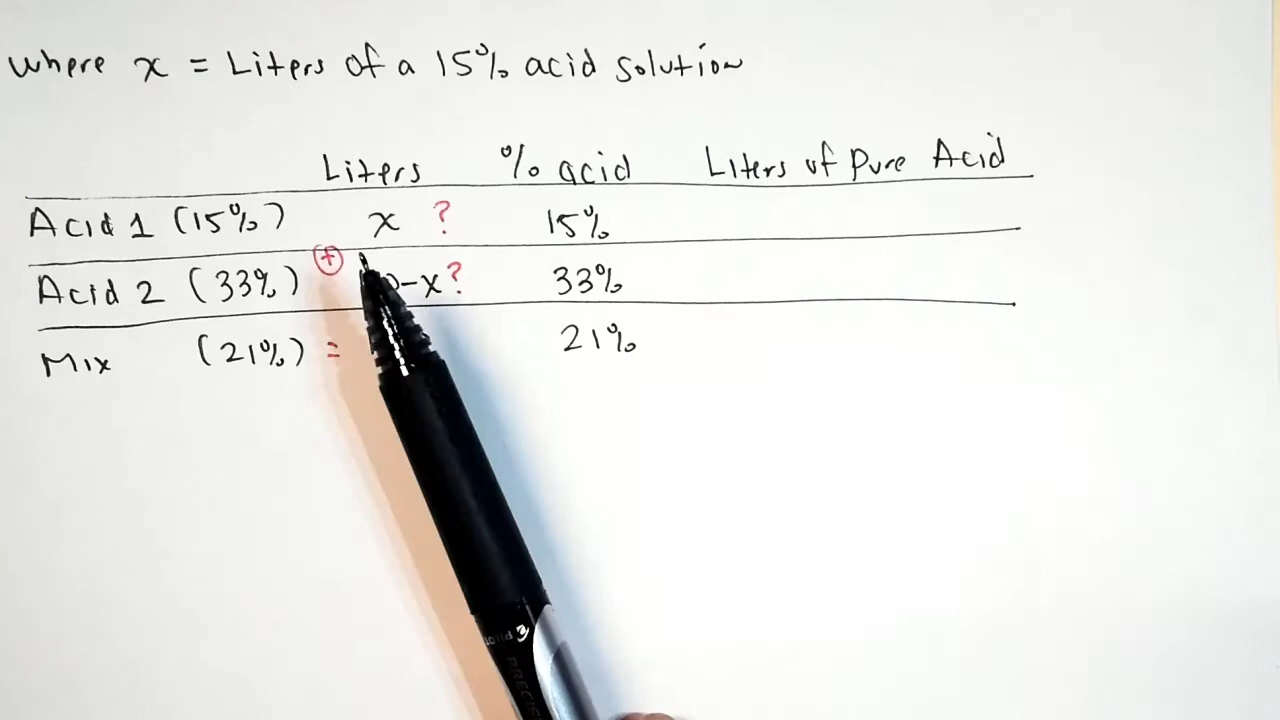 where x = Liters of a 15% acid solution
Liters % acid Liters of Pure Acid
Acid 1 (15%) x ? 15%
+
Acid 2 (33%) -x? 33%
Mix (21%) = 21%